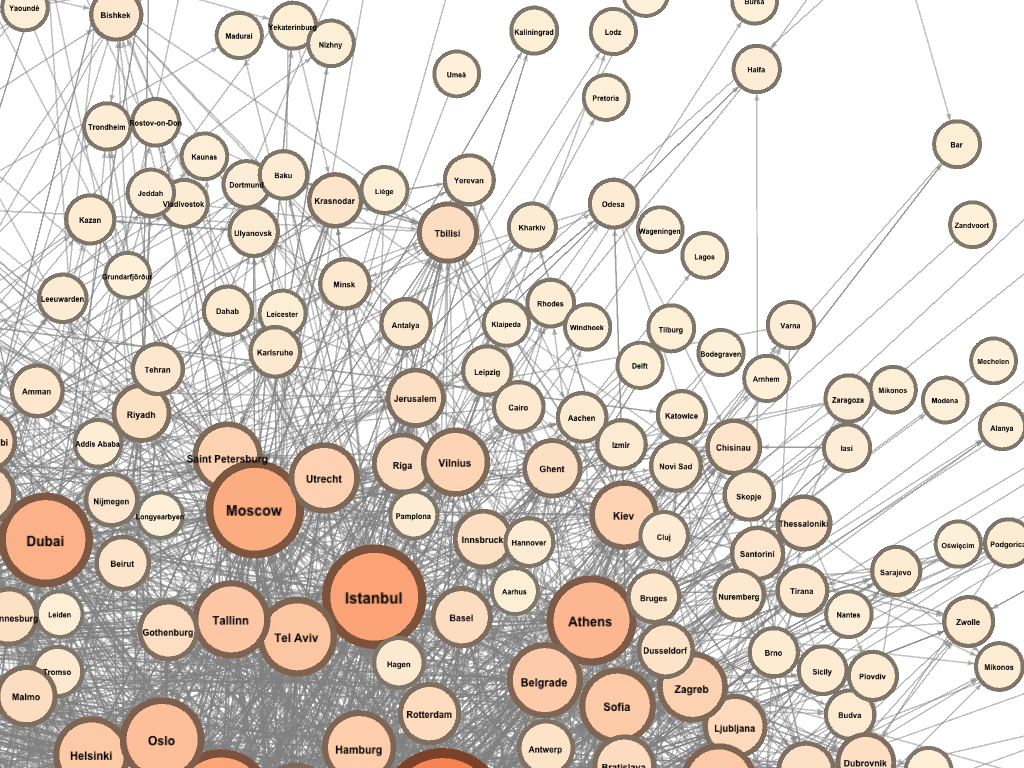 Yaoundé
Bishkek
Madurai
Yekaterinburg
Nizhny
Kaliningrad
Lodz
Bursa
Umeå
Haifa
Pretoria
Trondheim
Rostov-on-Don
Bar
Kaunas
Jeddah
Vladivostok
Dortmund
Baku
Krasnodar
Liège
Yerevan
Kazan
Ulyanovsk
Tbilisi
Kharkiv
Odesa
Wageningen
Lagos
Zandvoort
Leeuwarden
Grundarfjörður
Minsk
Dahab
Leicester
Karlsruhe
Antalya
Klaipeda
Rhodes
Windhoek
Tilburg
Varna
Bodegraven
Delft
Arnhem
Mechelen
Amman
Tehran
Riyadh
Jerusalem
Leipzig
Cairo
Aachen
Izmir
Katowice
Zaragoza
Mikonos
Modena
Alanya
bi
Addis Ababa
Saint Petersburg
Utrecht
Riga
Vilnius
Ghent
Novi Sad
Chisinau
Iasi
Nijmegen
Longyearbyen
Moscow
Pamplona
Kiev
Skopje
Thessaloniki
Dubai
Beirut
Innsbruck
Hannover
Cluj
Santorini
Oświęcim
Podgorica
Sarajevo
nnesburg
Leiden
Gothenburg
Tallinn
Tel Aviv
Istanbul
Aarhus
Basel
Athens
Bruges
Nuremberg
Tirana
Nantes
Zwolle
Tromso
Malmo
Hagen
Dusseldorf
Brno
Sicily
Plovdiv
Mikonos
Belgrade
Zagreb
Sofia
Rotterdam
Budva
Ljubljana
Helsinki
Oslo
Hamburg
Antwerp
Bratislava
Dubrovnik